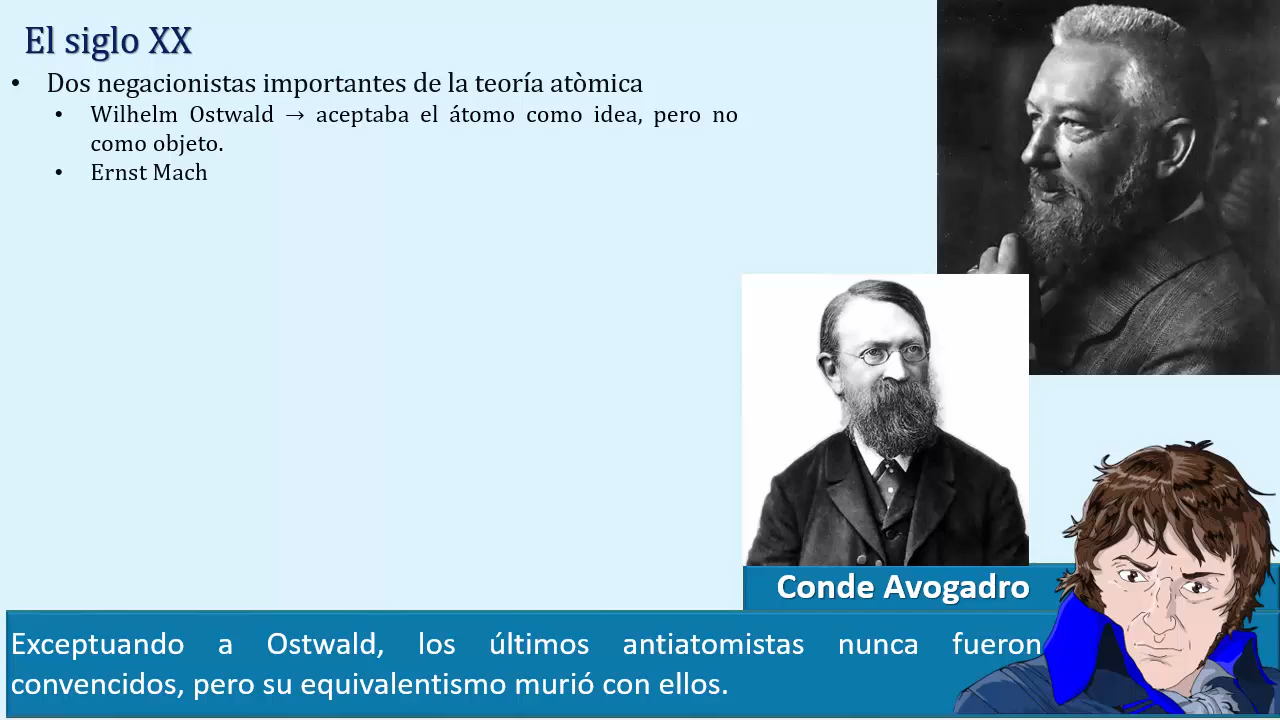 El siglo XX
• Dos negacionistas importantes de la teoría atòmica
• Wilhelm Ostwald → aceptaba el átomo como idea, pero no
como objeto.
• Ernst Mach
Conde Avogadro
Exceptuando a Ostwald, los últimos antiatomistas nunca fueron
convencidos, pero su equivalentismo murió con ellos.